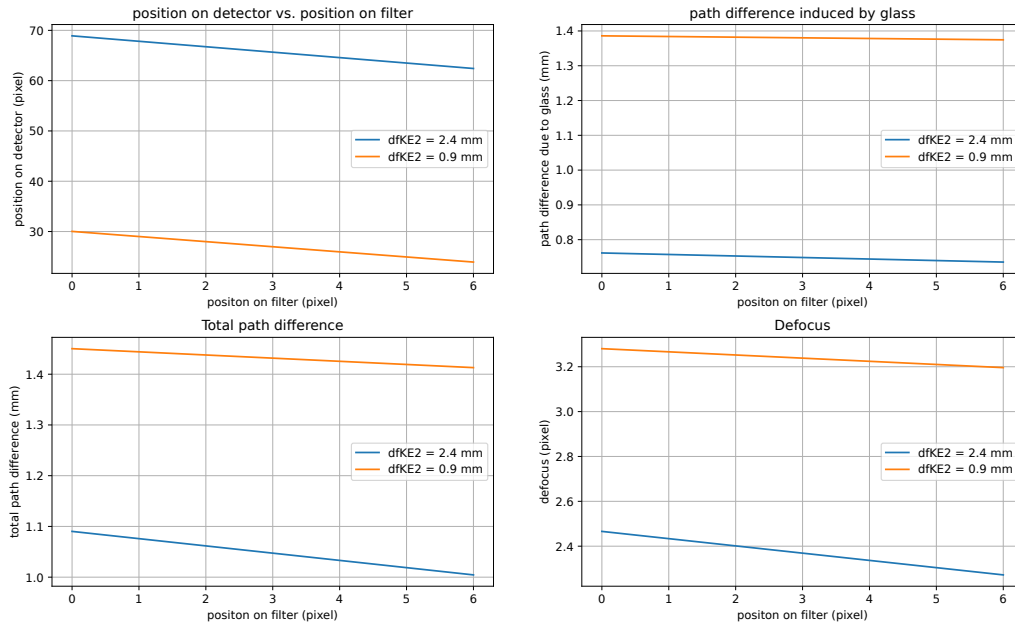 position on detector vs. position on filter
position on detector (pixel)
70
60
50
40
30
dfKE2 = 2.4 mm
dfKE2 = 0.9 mm
0 1 2 3 4 5 6
positon on filter (pixel)
path difference induced by glass
path difference due to glass (mm)
1.4
1.3
1.2
1.1
1.0
0.9
0.8
dfKE2 = 2.4 mm
dfKE2 = 0.9 mm
0 1 2 3 4 5 6
positon on filter (pixel)
Total path difference
total path difference (mm)
1.4
1.3
1.2
1.1
1.0
dfKE2 = 2.4 mm
dfKE2 = 0.9 mm
0 1 2 3 4 5 6
positon on filter (pixel)
Defocus
defocus (pixel)
3.2
3.0
2.8
2.6
2.4
dfKE2 = 2.4 mm
dfKE2 = 0.9 mm
0 1 2 3 4 5 6
positon on filter (pixel)